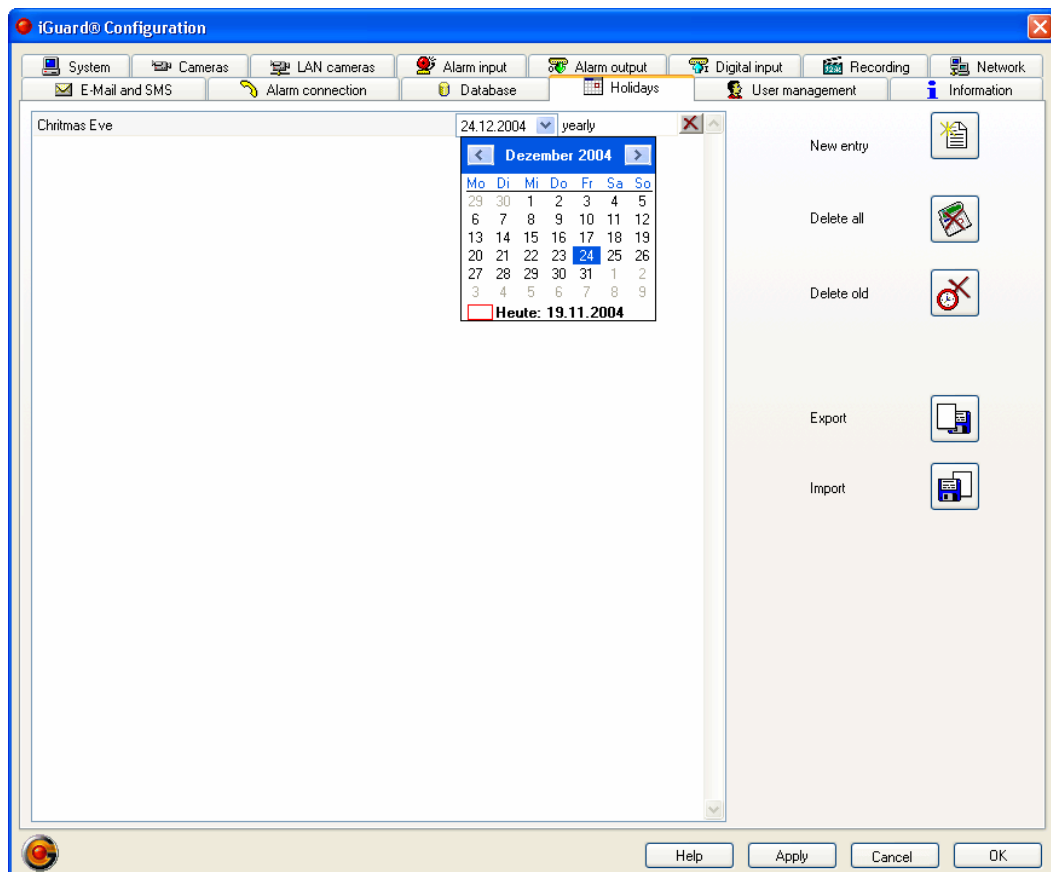 iGuard® Configuration
System Cameras LAN cameras Alarm input Alarm output Digital input Recording Network
E-Mail and SMS Alarm connection Database Holidays User management Information
Chritmas Eve 24.12.2004 yearly
Dezember 2004
Mo Di Mi Do Fr Sa So
29 30 1 2 3 4 5
6 7 8 9 10 11 12
13 14 15 16 17 18 19
20 21 22 23 24 25 26
27 28 29 30 31 1 2
3 4 5 6 7 8 9
Heute: 19.11.2004
New entry
Delete all
Delete old
Export
Import
Help Apply Cancel OK